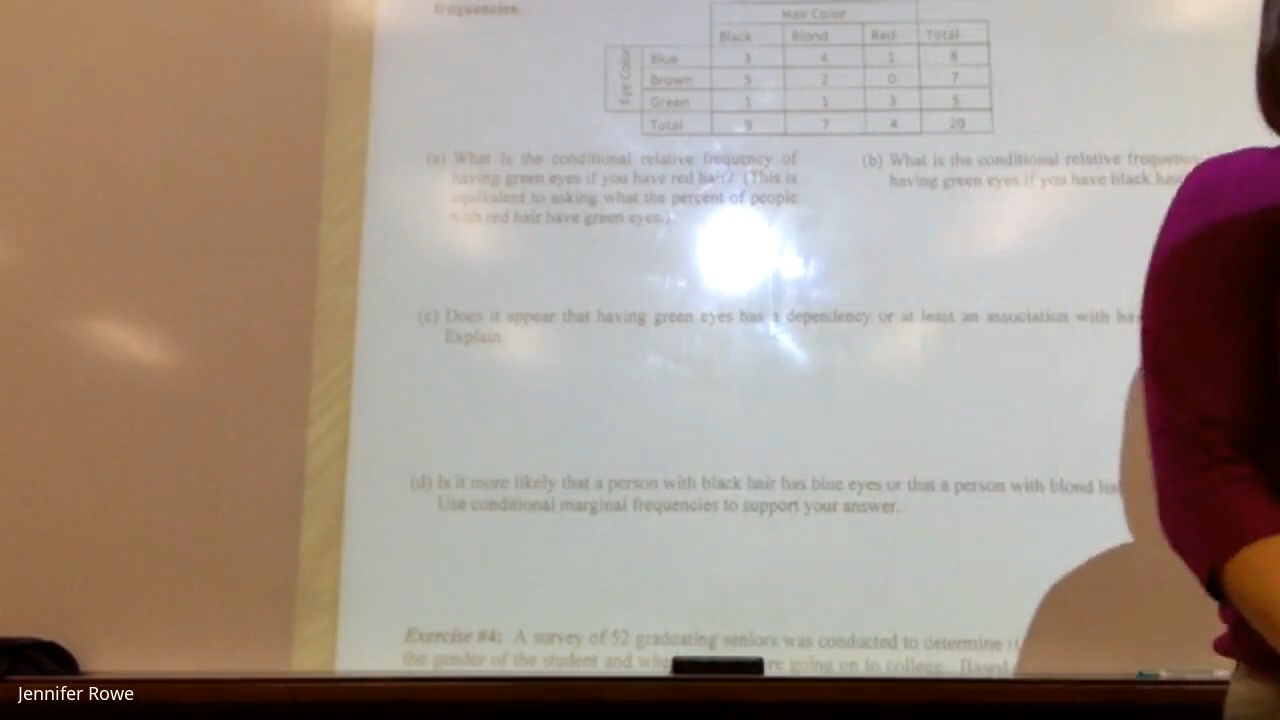 frequencies.
Hair Color
Black Blond Red Total
Eye Color
Blue 3 4 1 8
Brown 5 2 0 7
Green 1 1 3 5
Total 9 7 4 20
(a) What is the conditional relative frequency of
having green eyes if you have red hair? (This is
equivalent to asking what the percent of people
with red hair have green eyes.)
(b) What is the conditional relative
having green eyes if you have black
(c) Does it appear that having green eyes has a dependency or at least an association with
Explain.
(d) Is it more likely that a person with black hair has blue eyes or that a person with blond
Use conditional marginal frequencies to support your answer.
Exercise #4: A survey of 52 graduating seniors was conducted to determine
the gender of the student and going on to college. Based
Jennifer Rowe